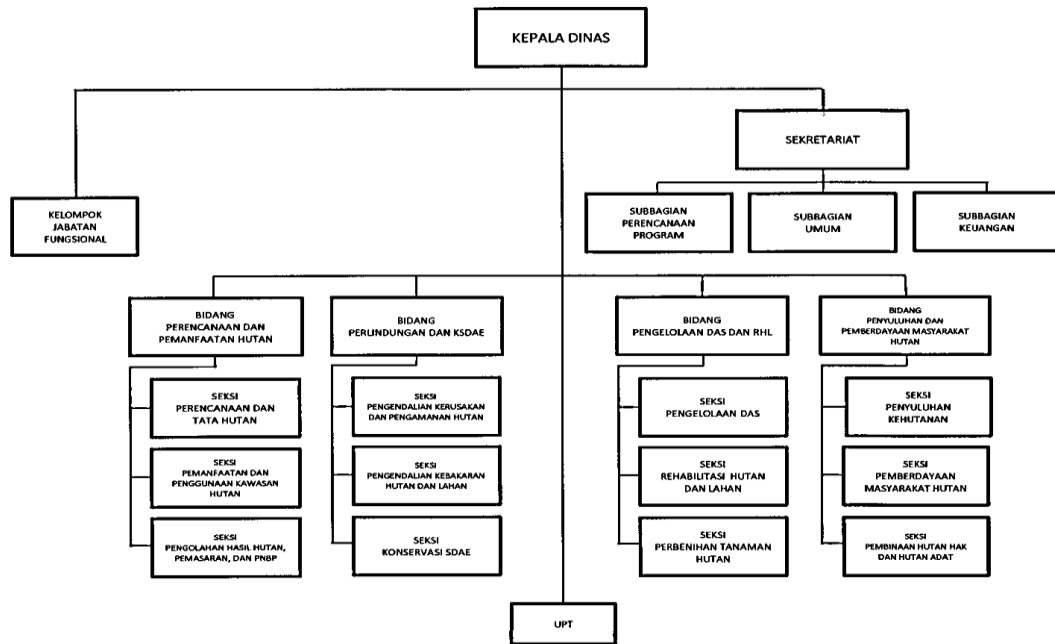 KEPALA DINAS
SEKRETARIAT
KELOMPOK
JABATAN
FUNGSIONAL
SUBBAGIAN
PERENCANAAN
PROGRAM
SUBBAGIAN
UMUM
SUBBAGIAN
KEUANGAN
BIDANG
PERENCANAAN DAN
PEMANFAATAN HUTAN
BIDANG
PERLINDUNGAN DAN KSDAE
BIDANG
PENGELOLAAN DAS DAN RHL
BIDANG
PENYULUHAN DAN
PEMBERDAYAAN MASYARAKAT
HUTAN
SEKSI
PERENCANAAN DAN
TATA HUTAN
SEKSI
PENGENDALIAN KERUSAKAN
DAN PENGAMANAN HUTAN
SEKSI
PENGELOLAAN DAS
SEKSI
PENYULUHAN
KEHUTANAN
SEKSI
PEMANFAATAN DAN
PENGGUNAAN KAWASAN
HUTAN
SEKSI
PENGENDALIAN KEBAKARAN
HUTAN DAN LAHAN
SEKSI
REHABILITASI HUTAN
DAN LAHAN
SEKSI
PEMBERDAYAAN
MASYARAKAT HUTAN
SEKSI
PENGOLAHAN HASIL HUTAN,
PEMASARAN, DAN PNBP
SEKSI
KONSERVASI SDAE
SEKSI
PERBENIHAN TANAMAN
HUTAN
SEKSI
PEMBINAAN HUTAN HAK
DAN HUTAN ADAT
UPT